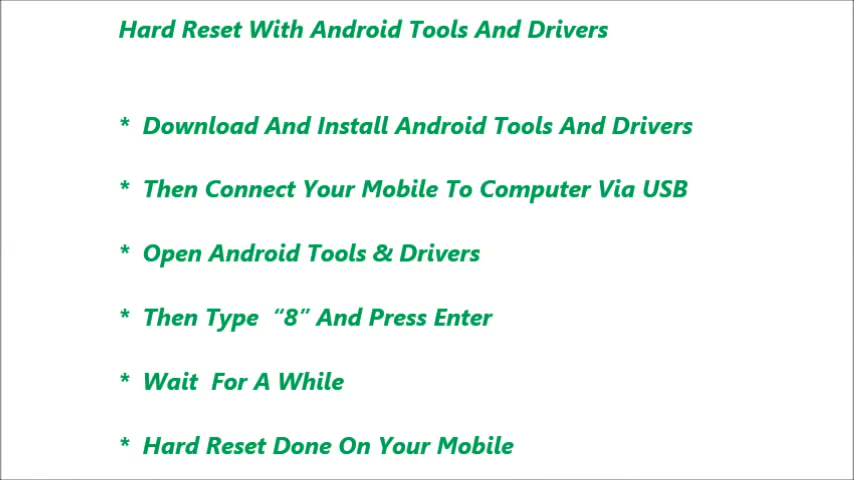 Hard Reset With Android Tools And Drivers
* Download And Install Android Tools And Drivers
* Then Connect Your Mobile To Computer Via USB
* Open Android Tools & Drivers
* Then Type “8” And Press Enter
* Wait For A While
* Hard Reset Done On Your Mobile